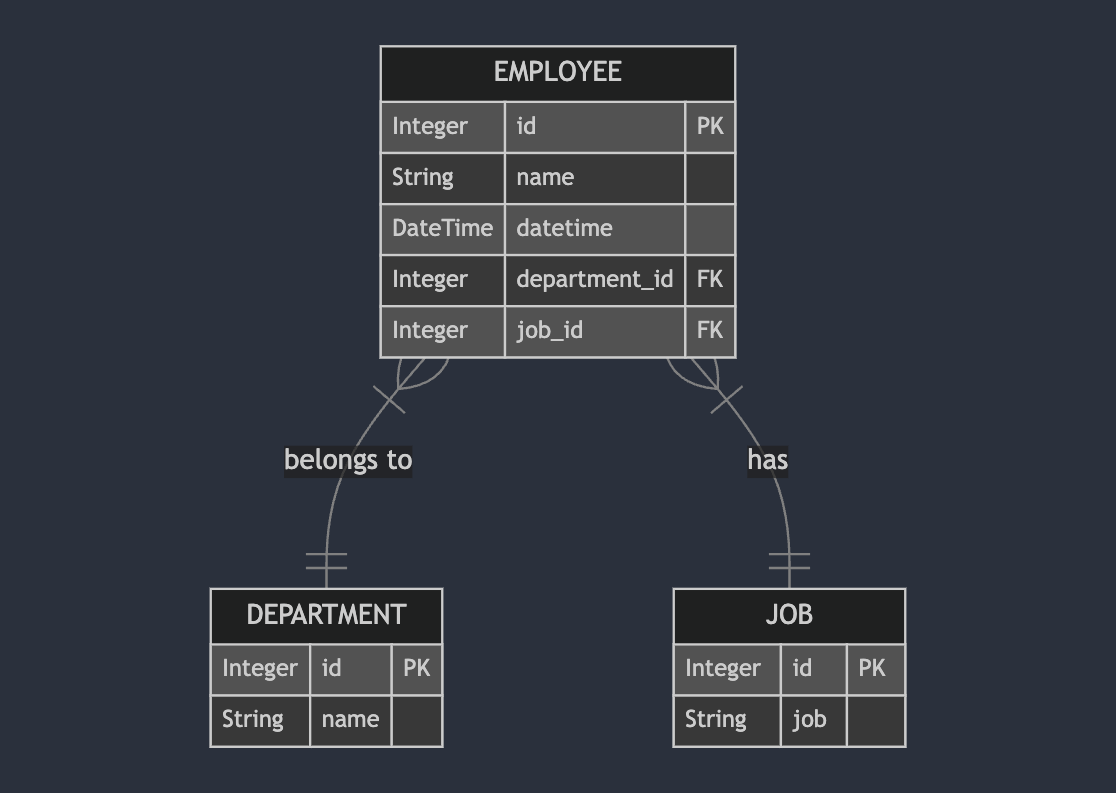 EMPLOYEE
Integer id PK
String name
DateTime datetime
Integer department_id FK
Integer job_id FK
belongs to
has
DEPARTMENT
Integer id PK
String name
JOB
Integer id PK
String job